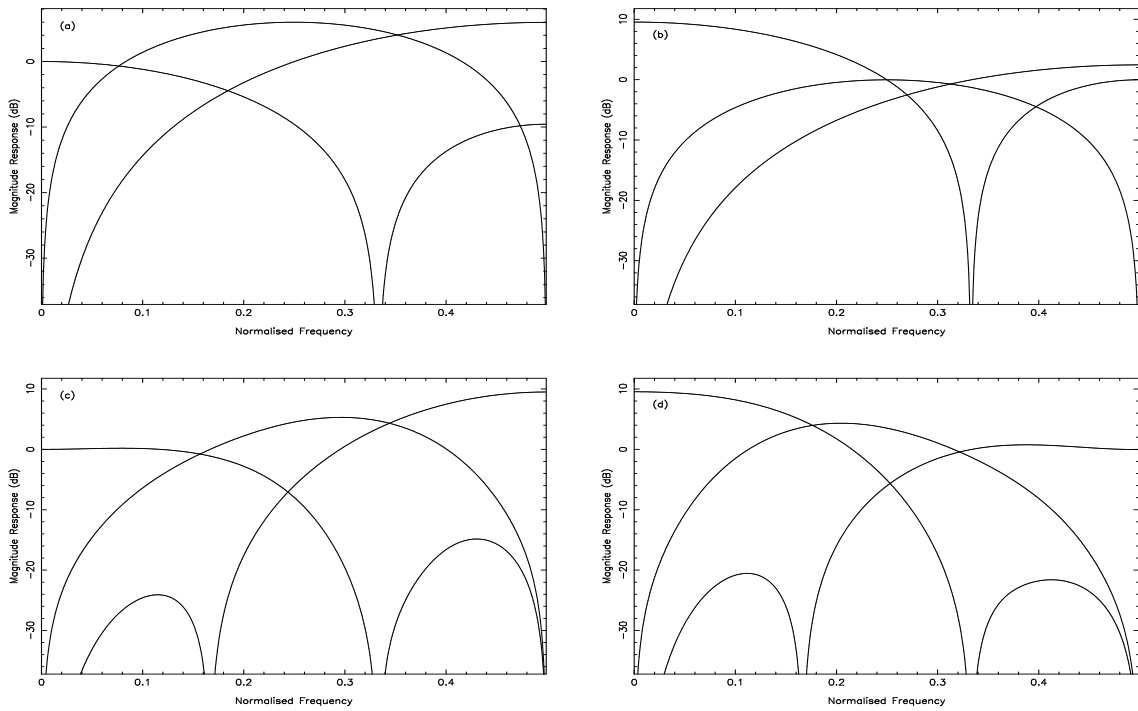 (a)
Magnitude Response (dB)
0
-10
-20
-30
0 0.1 0.2 0.3 0.4
Normalised Frequency
(b)
Magnitude Response (dB)
10
0
-10
-20
-30
0 0.1 0.2 0.3 0.4
Normalised Frequency
(c)
Magnitude Response (dB)
10
0
-10
-20
-30
0 0.1 0.2 0.3 0.4
Normalised Frequency
(d)
Magnitude Response (dB)
10
0
-10
-20
-30
0 0.1 0.2 0.3 0.4
Normalised Frequency